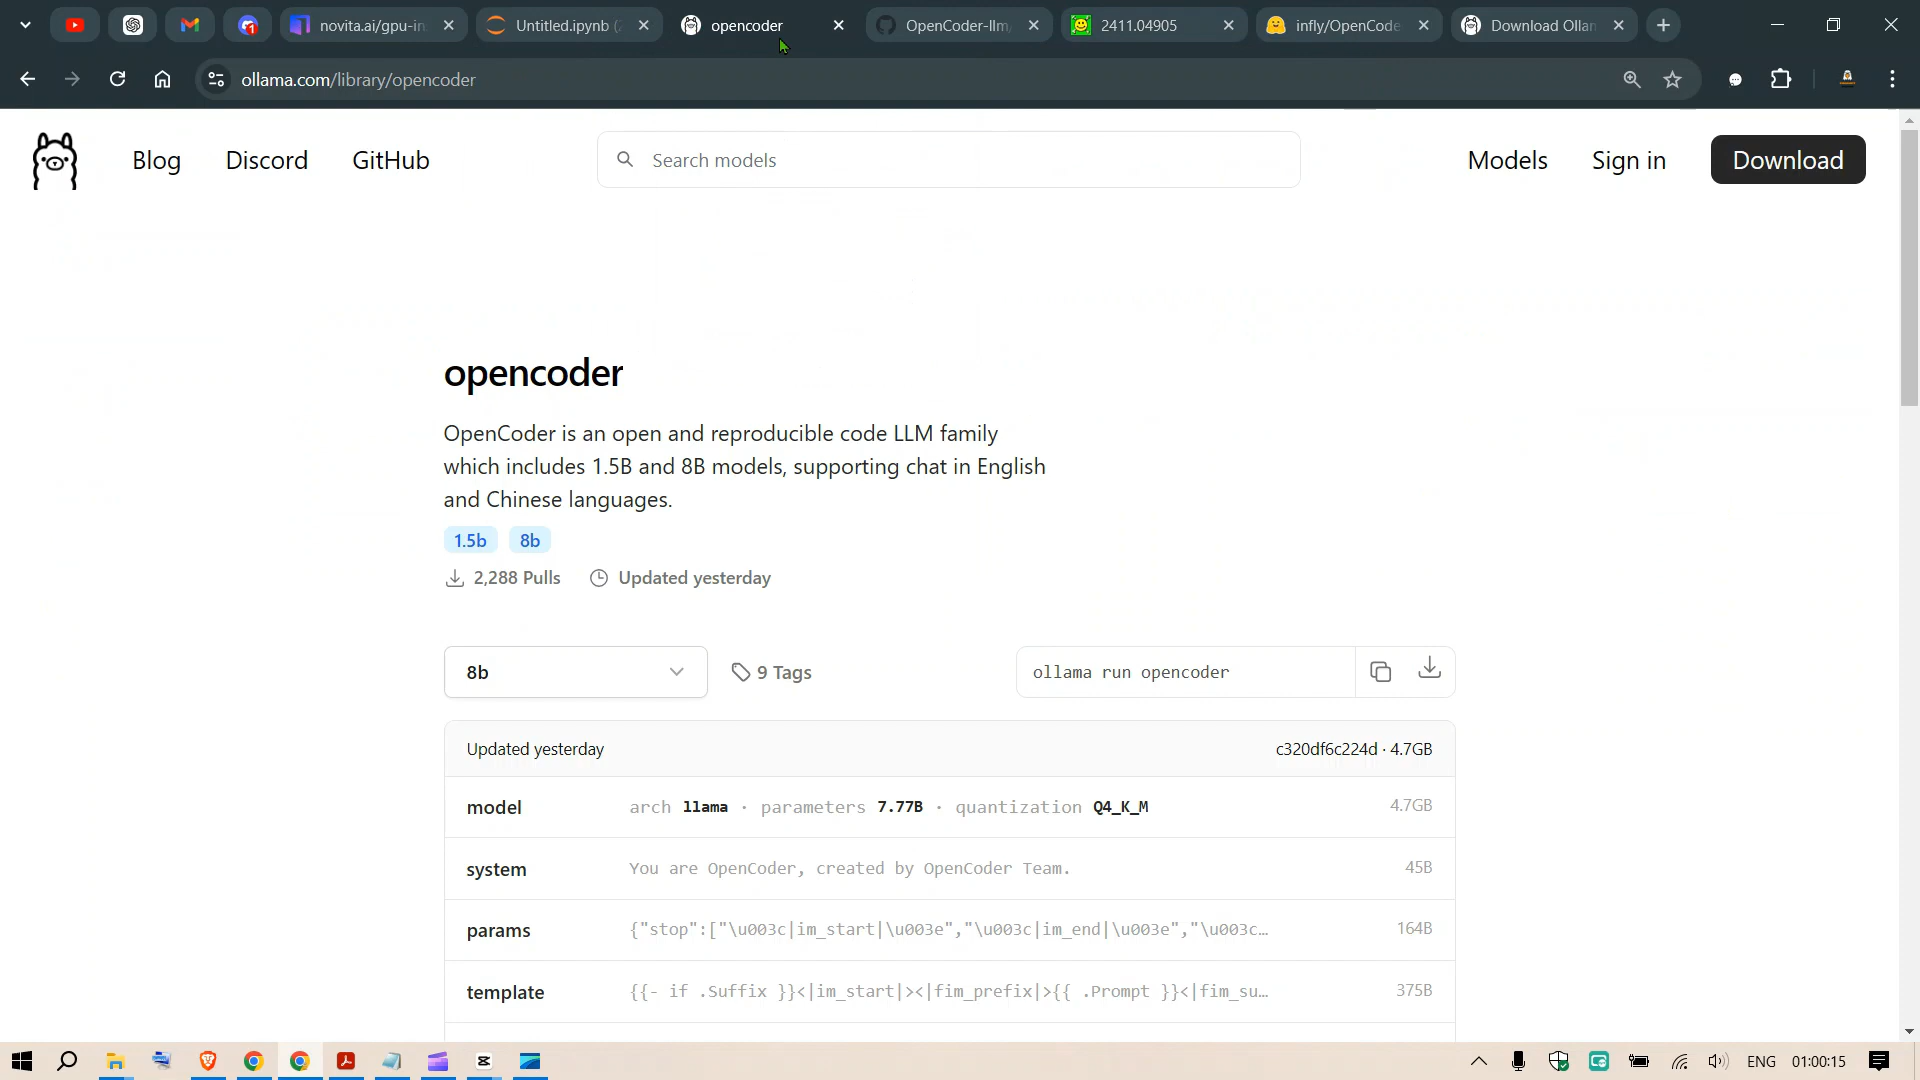 novita.ai/gpu-in
Untitled.ipynb (
opencoder
OpenCoder-llm/
2411.04905
infly/OpenCode
Download Ollam
ollama.com/library/opencoder
Blog
Discord
GitHub
Search models
Models
Sign in
Download
opencoder
OpenCoder is an open and reproducible code LLM family
which includes 1.5B and 8B models, supporting chat in English
and Chinese languages.
1.5b
8b
2,288 Pulls
Updated yesterday
8b
9 Tags
ollama run opencoder
Updated yesterday
c320df6c224d · 4.7GB
model
arch llama · parameters 7.77B · quantization Q4_K_M
4.7GB
system
You are OpenCoder, created by OpenCoder Team.
45B
params
{"stop":["\u003c|im_start|\u003e","\u003c|im_end|\u003e","\u003c…
164B
template
{{- if .Suffix }}<|im_start|><|fim_prefix|>{{ .Prompt }}<|fim_su…
375B
ENG
01:00:15